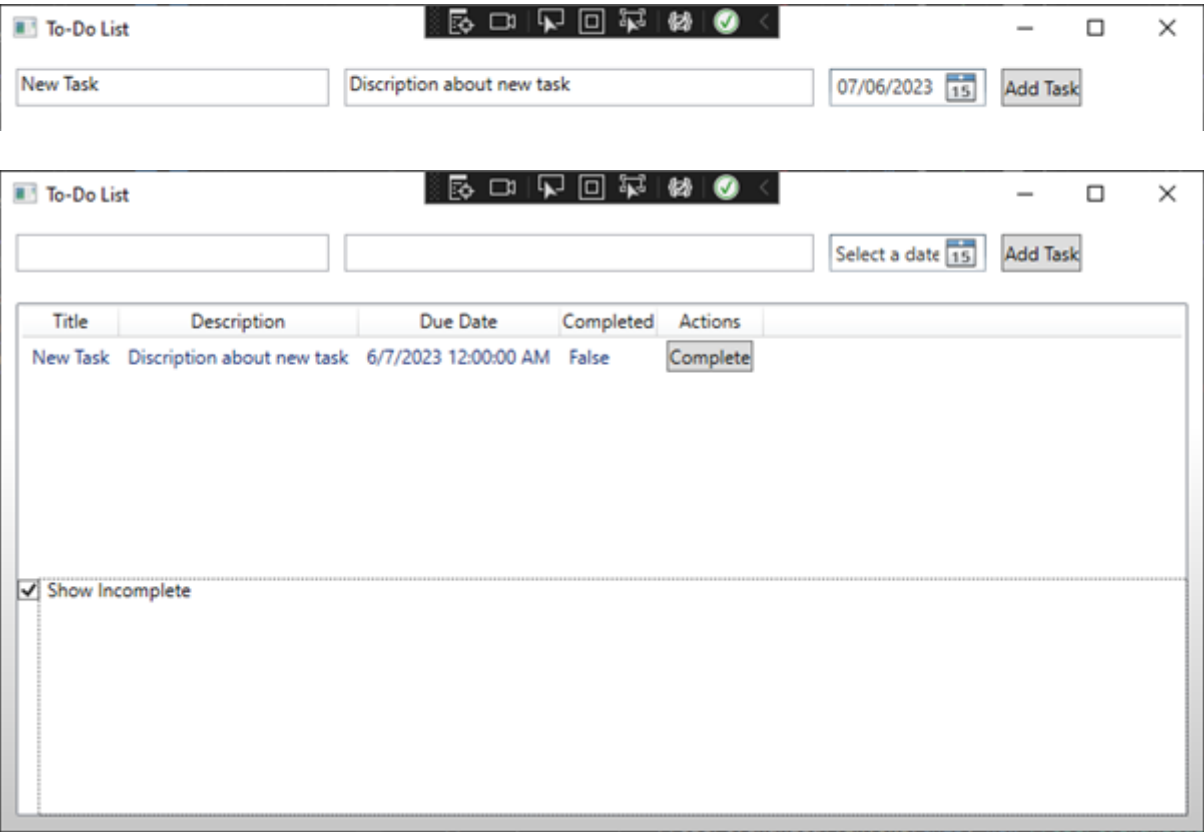 To-Do List
New Task Discription about new task 07/06/2023 15 Add Task
To-Do List
Select a date 15 Add Task
Title Description Due Date Completed Actions
New Task Discription about new task 6/7/2023 12:00:00 AM False Complete
Show Incomplete